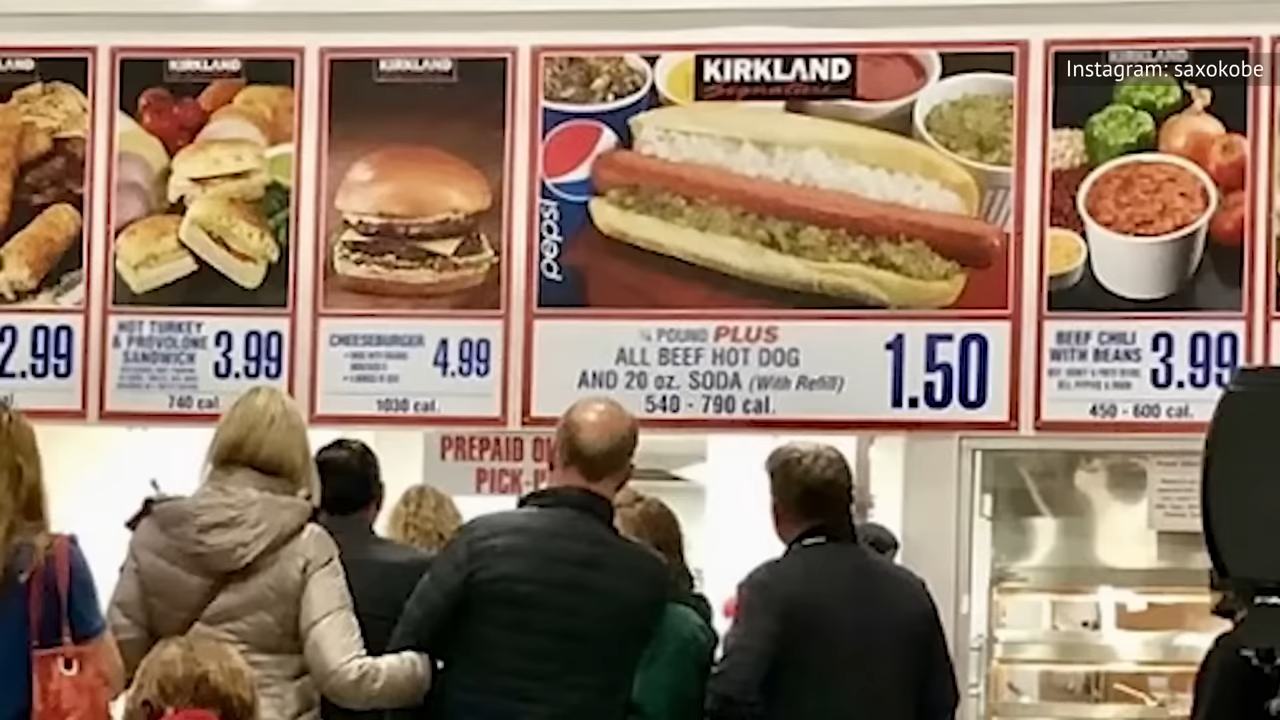 Instagram: saxokobe
KIRKLAND
KIRKLAND
KIRKLAND
Signature
KIRKLAND
pepsi
2.99
HOT TURKEY
& PROVOLONE
SANDWICH
3.99
740 cal.
CHEESEBURGER
4.99
1030 cal.
¼ POUND PLUS
ALL BEEF HOT DOG
AND 20 oz. SODA (With Refill)
540 - 790 cal.
1.50
BEEF CHILI
WITH BEANS
3.99
450 - 600 cal.
PREPAID
PICK-